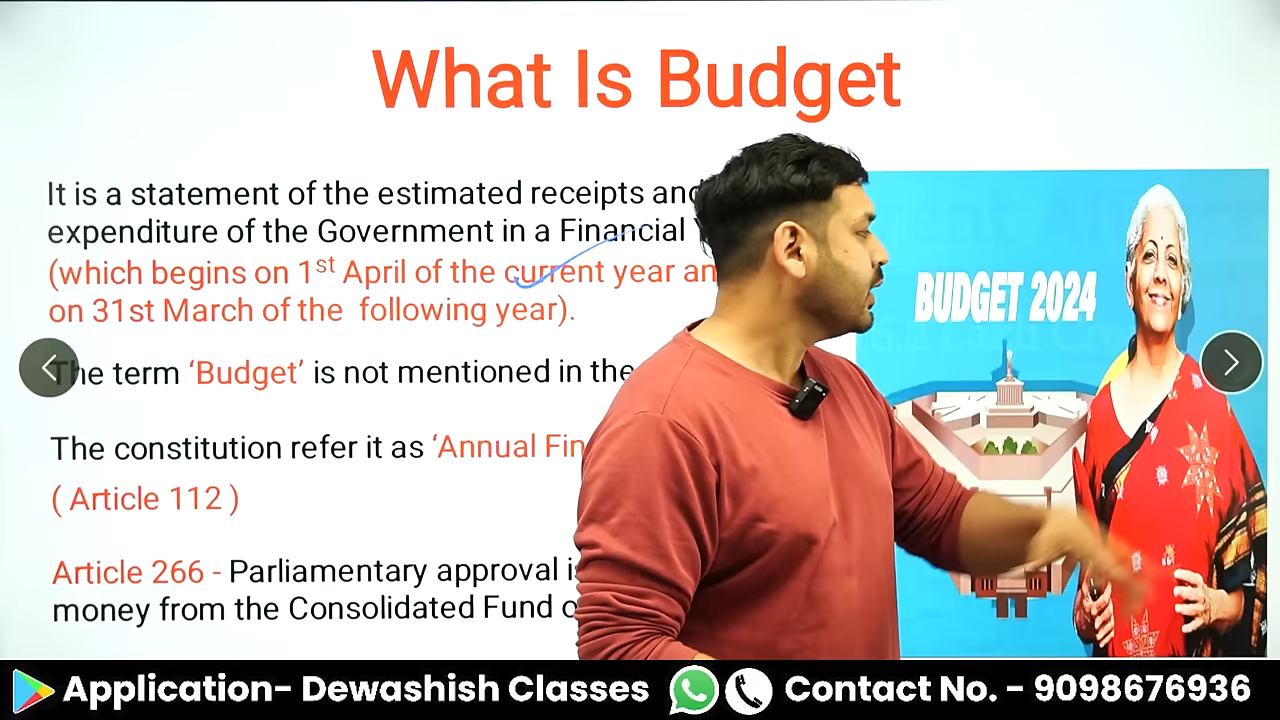 What Is Budget
It is a statement of the estimated receipts and
expenditure of the Government in a Financial
(which begins on 1st April of the current year
on 31st March of the following year).
The term ‘Budget’ is not mentioned in the
The constitution refer it as ‘Annual
( Article 112 )
Article 266 - Parliamentary approval
money from the Consolidated Fund
BUDGET 2024
Application- Dewashish Classes
Contact No. - 9098676936